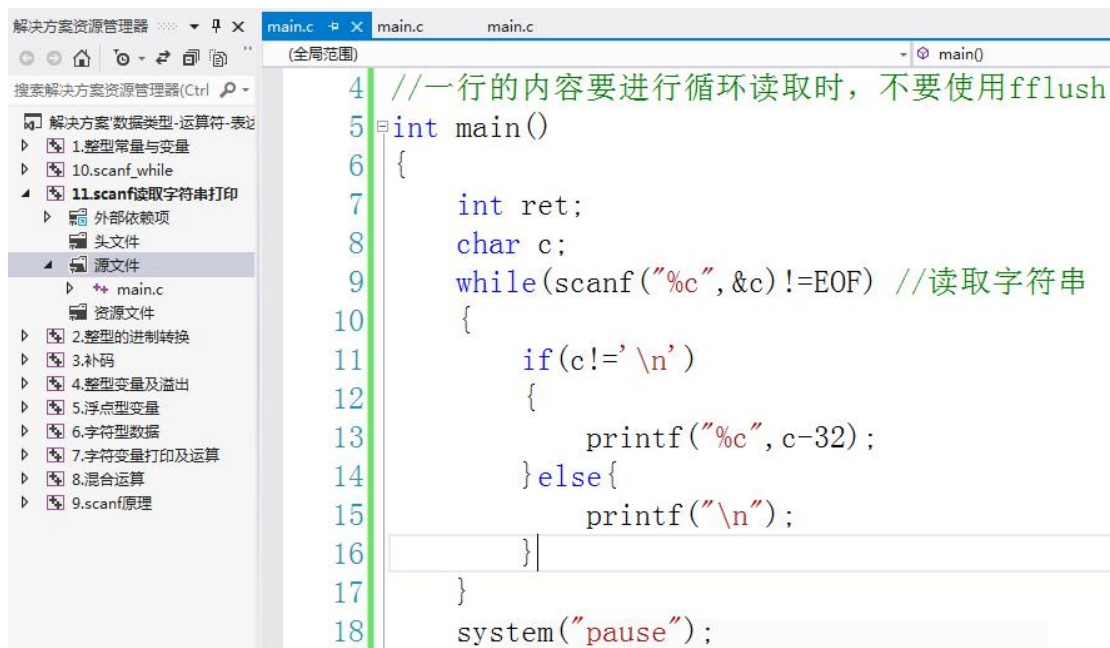 解决方案资源管理器
搜索解决方案资源管理器(Ctrl
解决方案'数据类型-运算符-表达
1.整型常量与变量
10.scanf_while
11.scanf读取字符串打印
外部依赖项
头文件
源文件
main.c
资源文件
2.整型的进制转换
3.补码
4.整型变量及溢出
5.浮点型变量
6.字符型数据
7.字符变量打印及运算
8.混合运算
9.scanf原理
main.c main.c main.c
(全局范围) main()
4 //一行的内容要进行循环读取时，不要使用fflush
5 int main()
6 {
7 int ret;
8 char c;
9 while(scanf("%c",&c)!=EOF) //读取字符串
10 {
11 if(c!='\n')
12 {
13 printf("%c",c-32);
14 }else{
15 printf("\n");
16 }
17 }
18 system("pause");